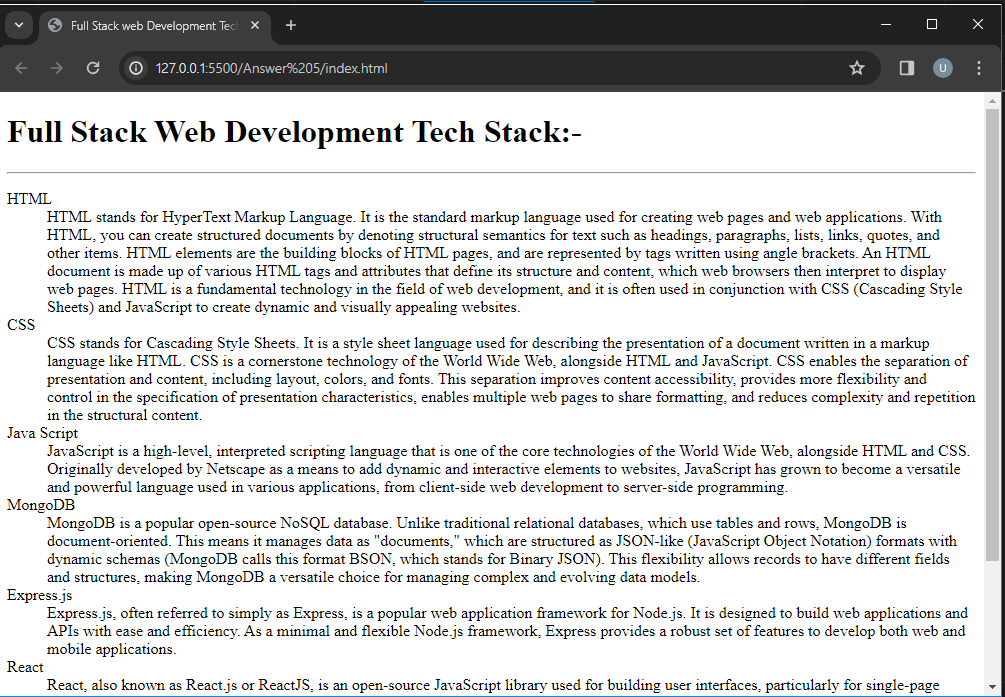 Full Stack web Development Tec
127.0.0.1:5500/Answer%205/index.html
U
Full Stack Web Development Tech Stack:-
HTML
HTML stands for HyperText Markup Language. It is the standard markup language used for creating web pages and web applications. With
HTML, you can create structured documents by denoting structural semantics for text such as headings, paragraphs, lists, links, quotes, and
other items. HTML elements are the building blocks of HTML pages, and are represented by tags written using angle brackets. An HTML
document is made up of various HTML tags and attributes that define its structure and content, which web browsers then interpret to display
web pages. HTML is a fundamental technology in the field of web development, and it is often used in conjunction with CSS (Cascading Style
Sheets) and JavaScript to create dynamic and visually appealing websites.
CSS
CSS stands for Cascading Style Sheets. It is a style sheet language used for describing the presentation of a document written in a markup
language like HTML. CSS is a cornerstone technology of the World Wide Web, alongside HTML and JavaScript. CSS enables the separation of
presentation and content, including layout, colors, and fonts. This separation improves content accessibility, provides more flexibility and
control in the specification of presentation characteristics, enables multiple web pages to share formatting, and reduces complexity and repetition
in the structural content.
Java Script
JavaScript is a high-level, interpreted scripting language that is one of the core technologies of the World Wide Web, alongside HTML and CSS.
Originally developed by Netscape as a means to add dynamic and interactive elements to websites, JavaScript has grown to become a versatile
and powerful language used in various applications, from client-side web development to server-side programming.
MongoDB
MongoDB is a popular open-source NoSQL database. Unlike traditional relational databases, which use tables and rows, MongoDB is
document-oriented. This means it manages data as "documents," which are structured as JSON-like (JavaScript Object Notation) formats with
dynamic schemas (MongoDB calls this format BSON, which stands for Binary JSON). This flexibility allows records to have different fields
and structures, making MongoDB a versatile choice for managing complex and evolving data models.
Express.js
Express.js, often referred to simply as Express, is a popular web application framework for Node.js. It is designed to build web applications and
APIs with ease and efficiency. As a minimal and flexible Node.js framework, Express provides a robust set of features to develop both web and
mobile applications.
React
React, also known as React.js or ReactJS, is an open-source JavaScript library used for building user interfaces, particularly for single-page